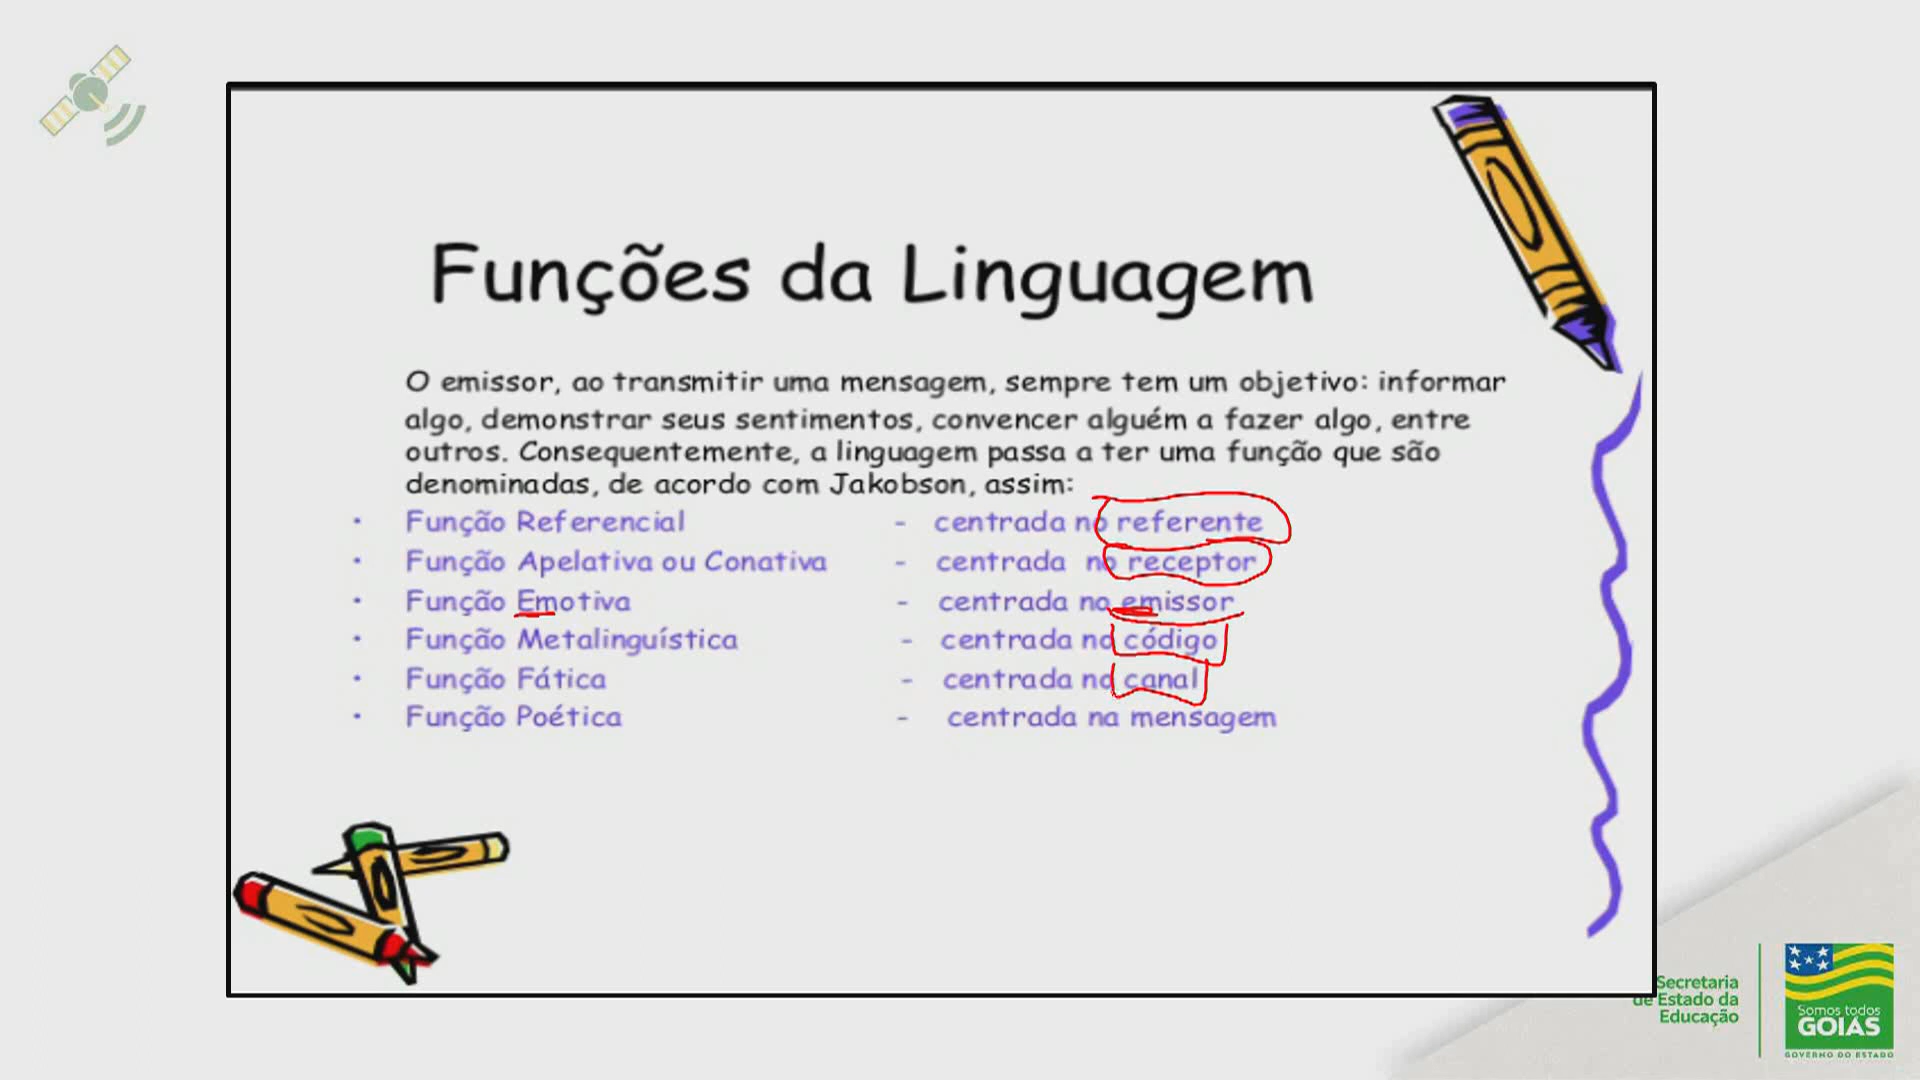 Funções da Linguagem
O emissor, ao transmitir uma mensagem, sempre tem um objetivo: informar
algo, demonstrar seus sentimentos, convencer alguém a fazer algo, entre
outros. Consequentemente, a linguagem passa a ter uma função que são
denominadas, de acordo com Jakobson, assim:
• Função Referencial - centrada no referente
• Função Apelativa ou Conativa - centrada no receptor
• Função Emotiva - centrada no emissor
• Função Metalinguística - centrada no código
• Função Fática - centrada no canal
• Função Poética - centrada na mensagem
Secretaria
de Estado da
Educação
Somos todos
GOIÁS
GOVERNO DO ESTADO